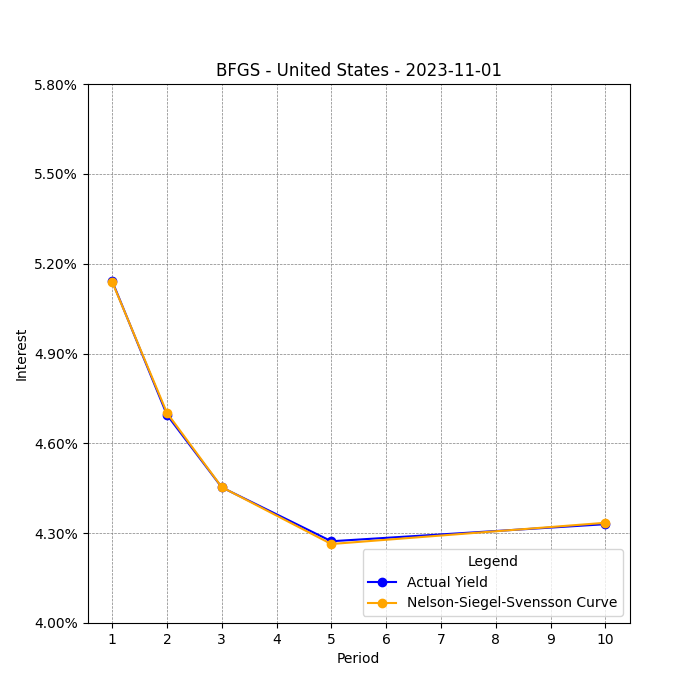 BFGS - United States - 2023-11-01
5.80%
5.50%
5.20%
4.90%
4.60%
4.30%
4.00%
Interest
1 2 3 4 5 6 7 8 9 10
Period
Legend
Actual Yield
Nelson-Siegel-Svensson Curve